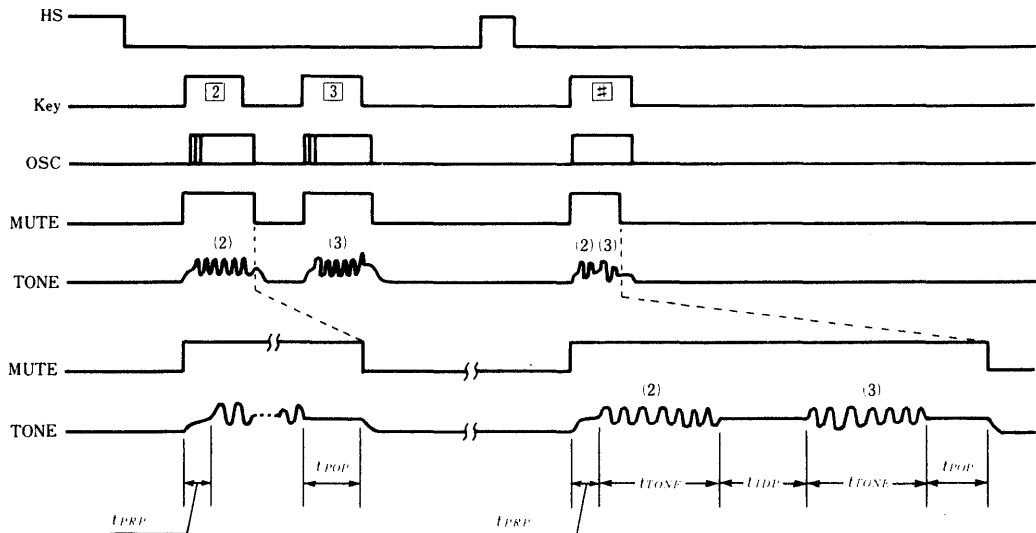 HS
Key 2 3 #
OSC
MUTE
(2) (3) (2) (3)
TONE
MUTE
(2) (3)
TONE
tPOP tTONE tIDP tTONE tPOP
tPRP tPRP